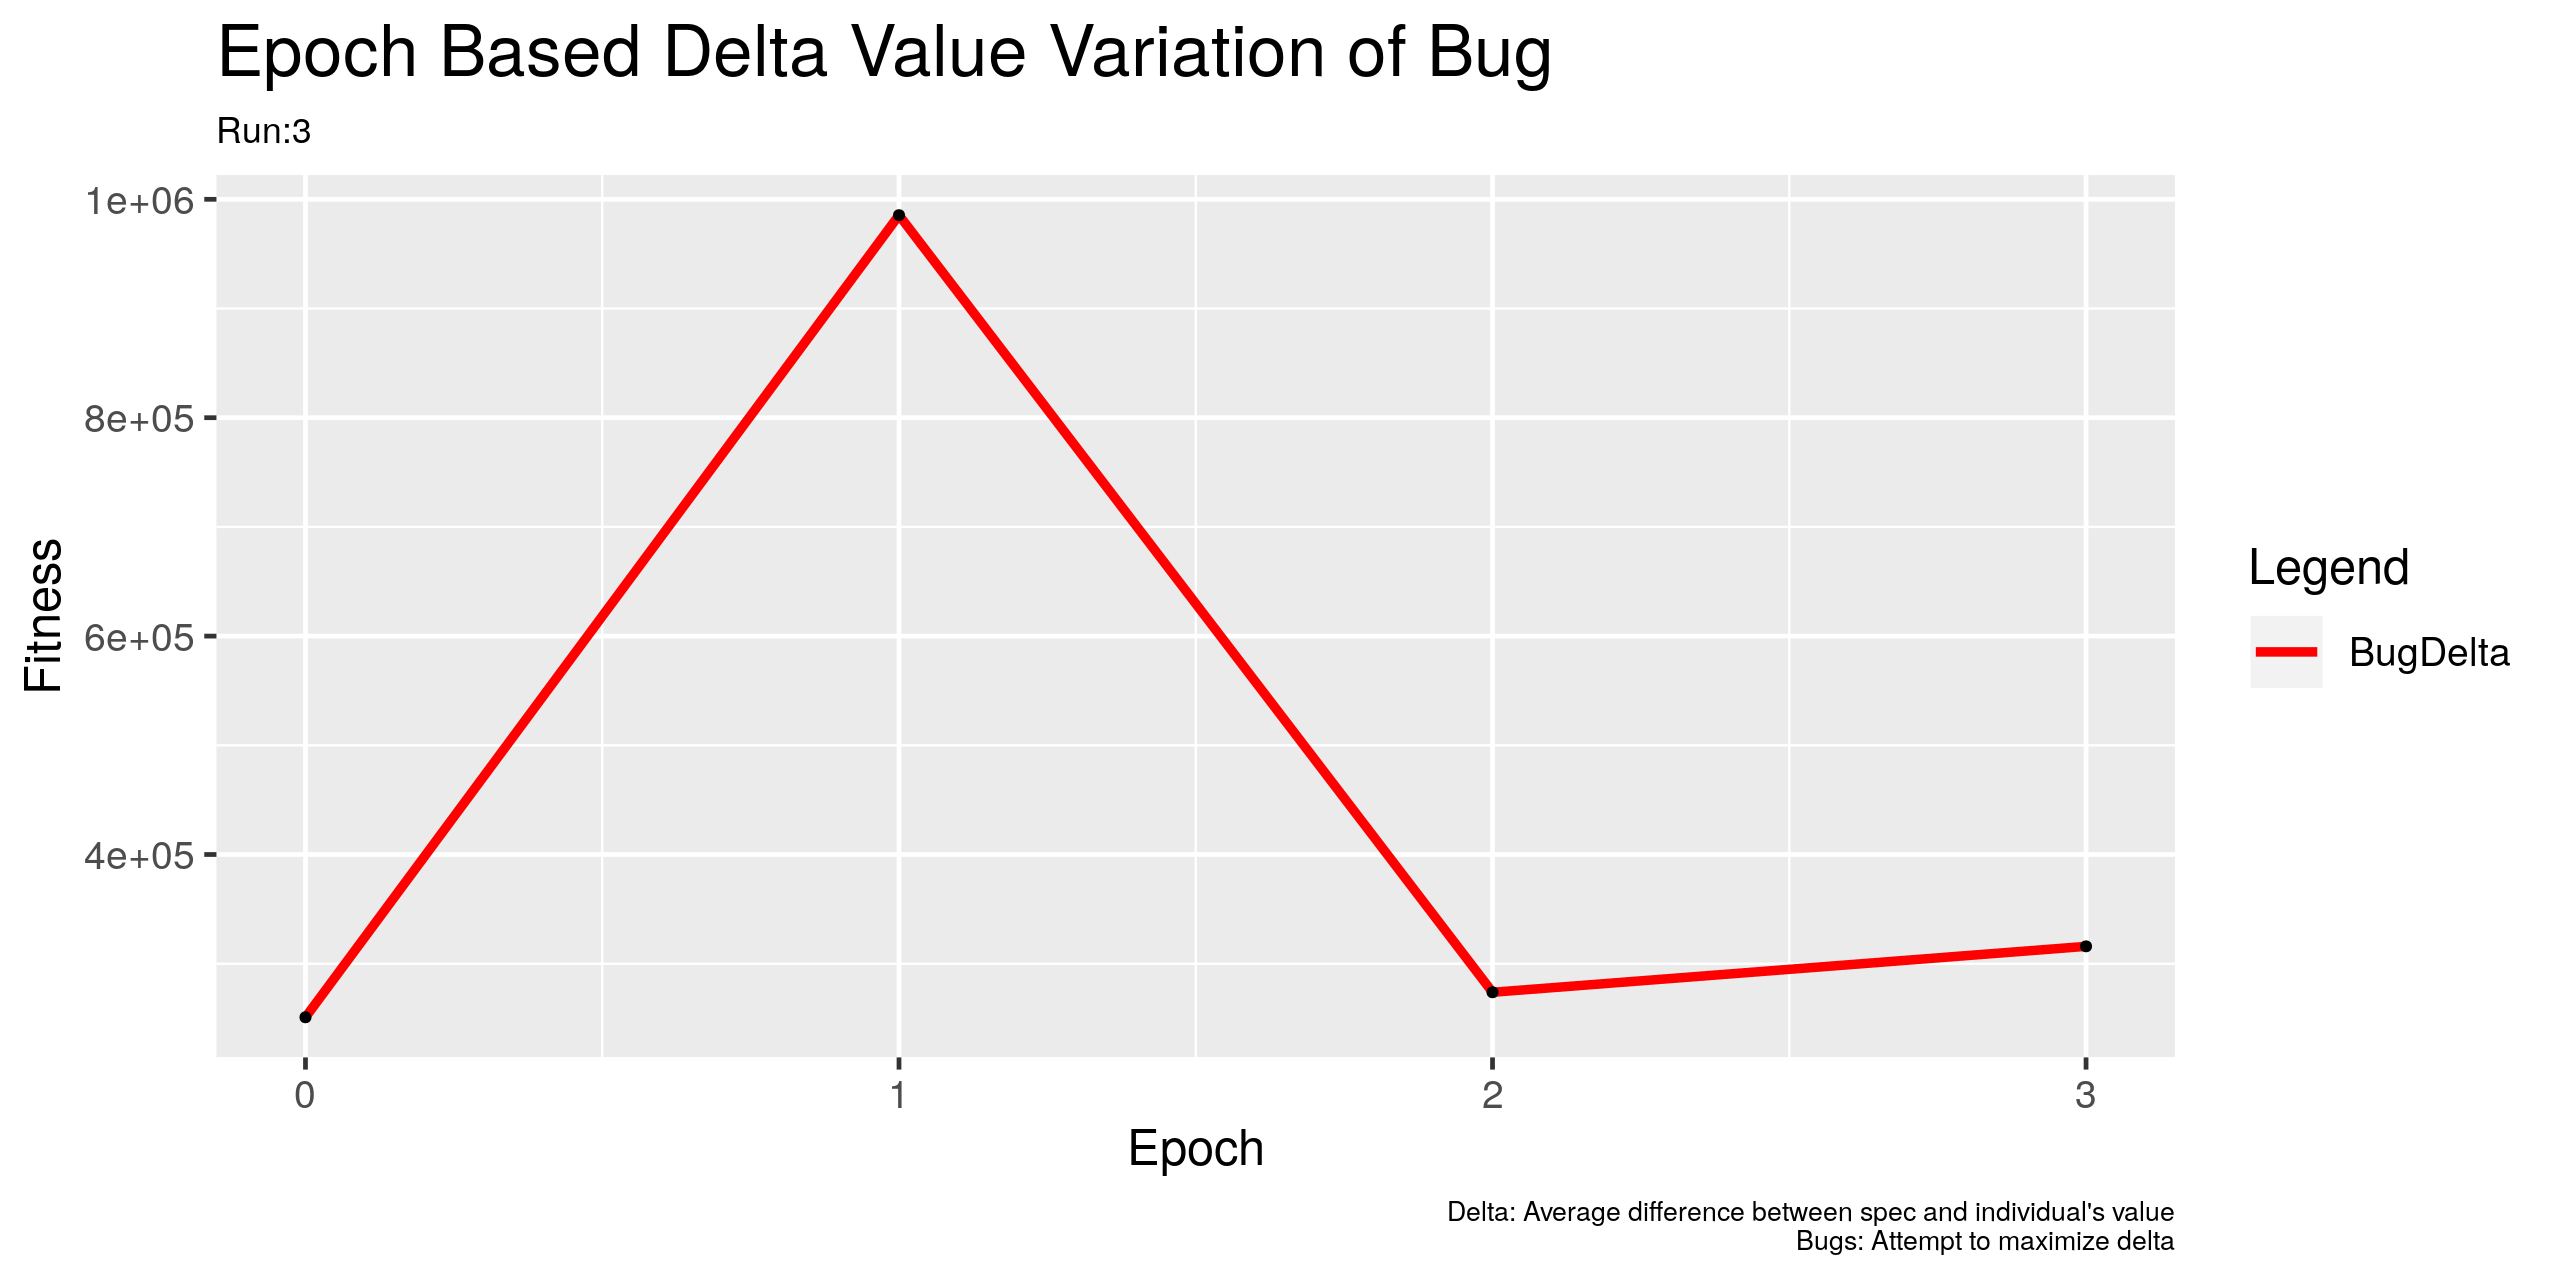 Epoch Based Delta Value Variation of Bug
Run:3
1e+06
8e+05
6e+05
4e+05
Fitness
0
1
2
3
Epoch
Legend
BugDelta
Delta: Average difference between spec and individual's value
Bugs: Attempt to maximize delta